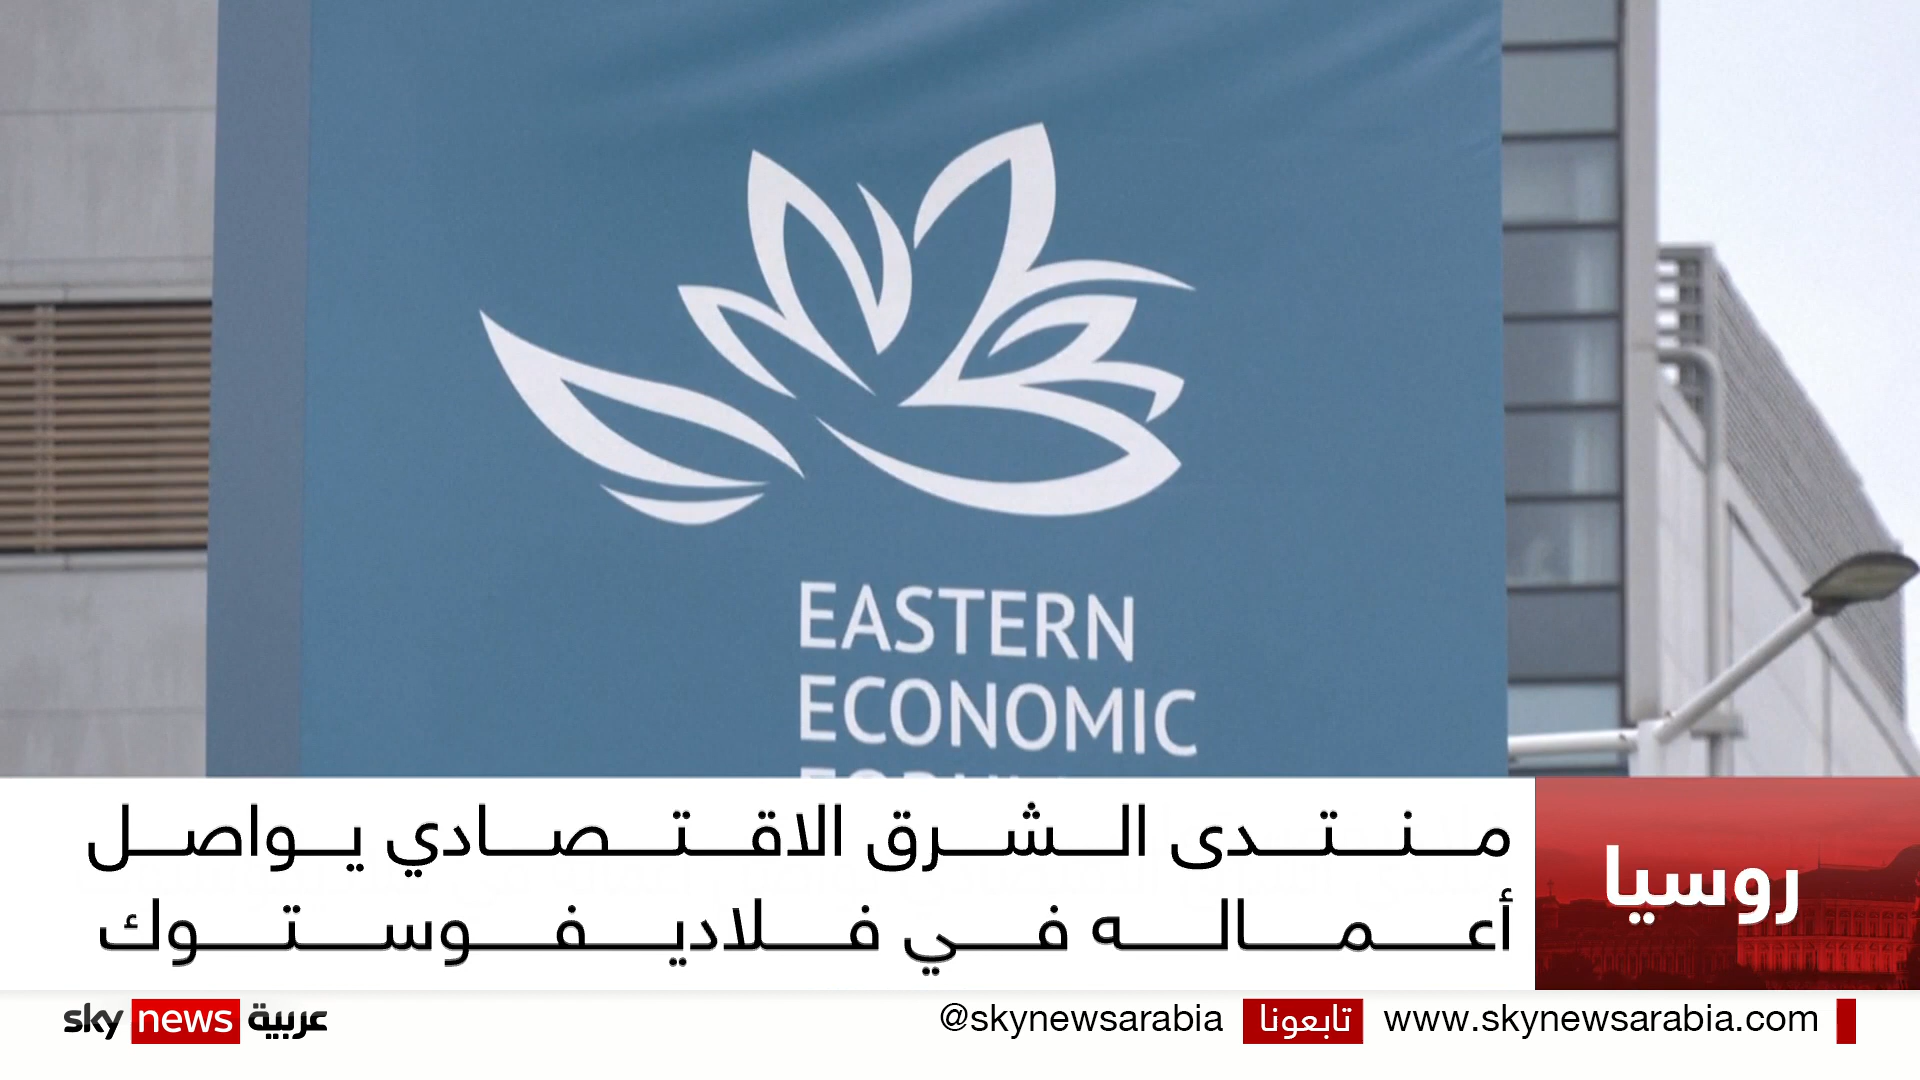 EASTERN
ECONOMIC
روسيا
منتدى الشرق الاقتصادي يواصل
أعماله في فلاديفوستوك
sky news عربية
@skynewsarabia تابعونا www.skynewsarabia.com